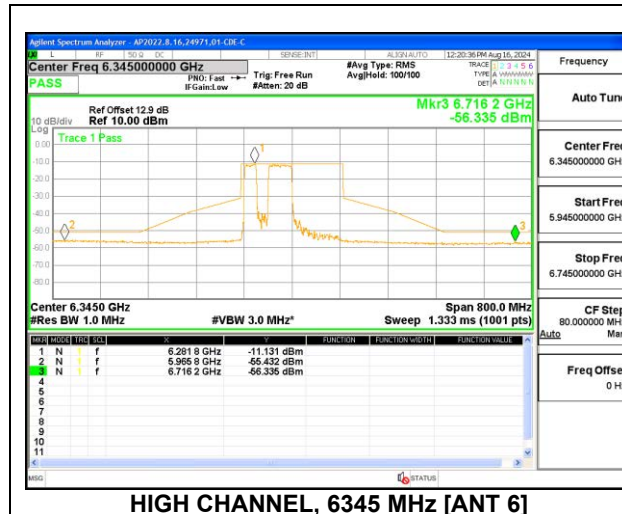 Agilent Spectrum Analyzer - AP2022.8.16,24971,01-CDE-C
L RF 50 Ω DC SENSE:INT ALIGN AUTO 12:20:36 PM Aug 16, 2024
Center Freq 6.345000000 GHz #Avg Type: RMS TRACE 1 2 3 4 5 6
PASS PNO: Fast Trig: Free Run Avg|Hold: 100/100 TYPE A WWWWW
IFGain:Low #Atten: 20 dB DET A N N N N N
Frequency
Auto Tune
Ref Offset 12.9 dB Mkr3 6.716 2 GHz
10 dB/div Ref 10.00 dBm -56.335 dBm
Log
Trace 1 Pass
0.00
-10.0
-20.0
-30.0
-40.0
-50.0
-60.0
-70.0
-80.0
1
2
3
Center Freq
6.345000000 GH
Start Freq
5.945000000 GH
Stop Freq
6.745000000 GH
Center 6.3450 GHz Span 800.0 MHz
#Res BW 1.0 MHz #VBW 3.0 MHz* Sweep 1.333 ms (1001 pts)
CF Step
80.000000 MH
Auto Man
MKR MODE TRC SCL X Y FUNCTION FUNCTION WIDTH FUNCTION VALUE
1 N 1 f 6.281 8 GHz -11.131 dBm
2 N 1 f 5.965 8 GHz -55.432 dBm
3 N 1 f 6.716 2 GHz -56.335 dBm
4
5
6
7
8
9
10
11
Freq Offse
0 H
MSG STATUS
HIGH CHANNEL, 6345 MHz [ANT 6]